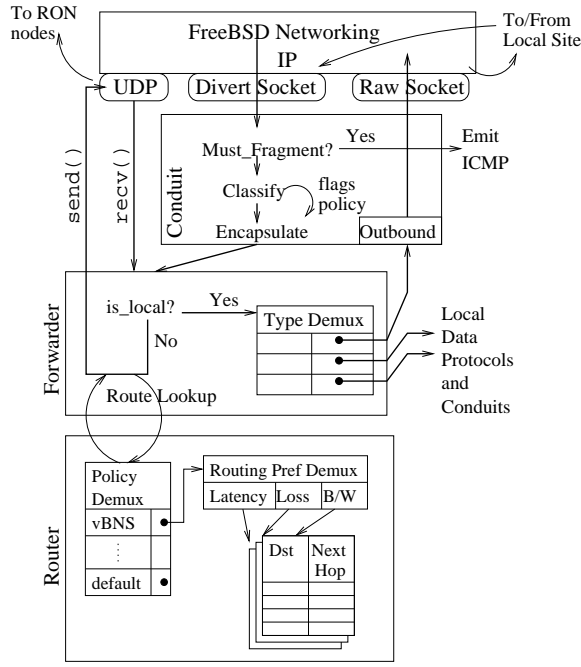 To RON
nodes
FreeBSD Networking
IP
To/From
Local Site
UDP
Divert Socket
Raw Socket
send()
recv()
Conduit
Must_Fragment?
Yes
Emit
ICMP
Classify
flags
policy
Encapsulate
Outbound
Forwarder
is_local?
Yes
No
Type Demux
Local
Data
Protocols
and
Conduits
Route Lookup
Router
Policy
Demux
vBNS
default
Routing Pref Demux
Latency
Loss
B/W
Dst
Next
Hop